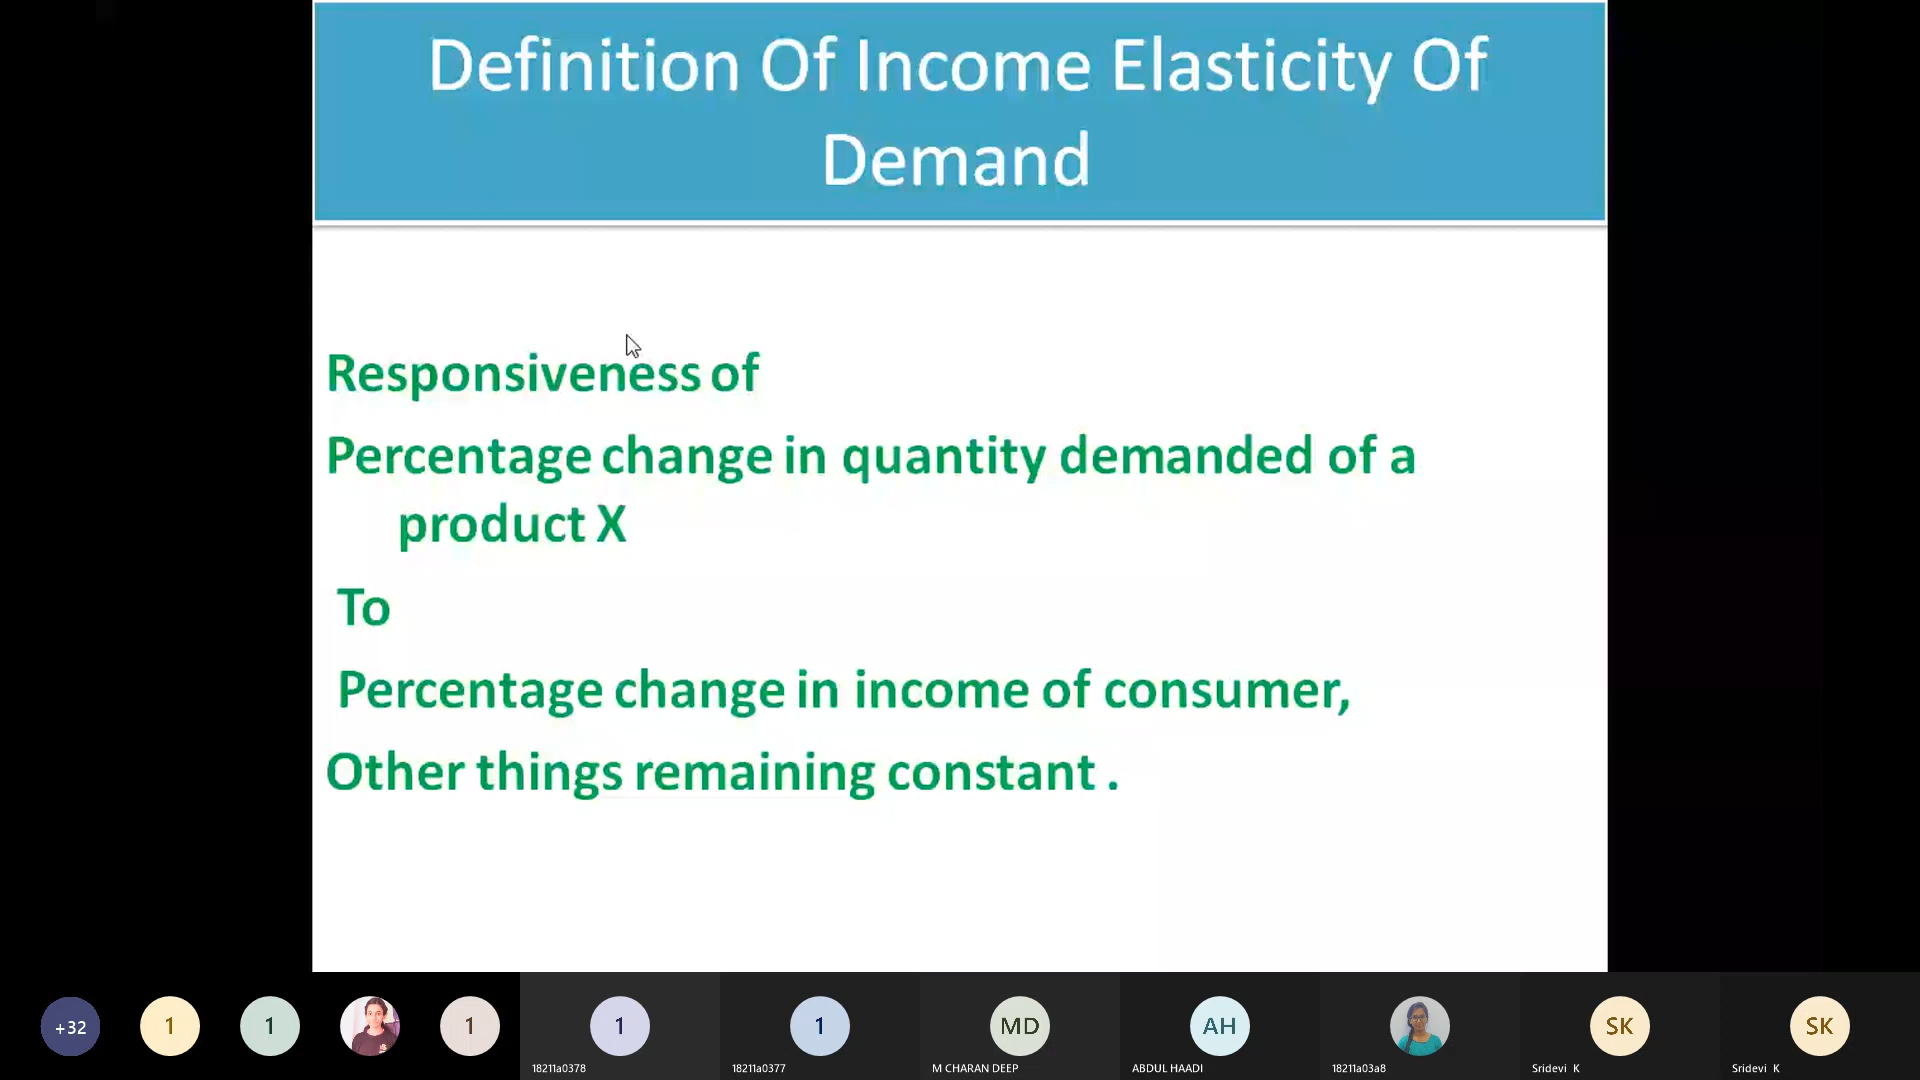 Definition Of Income Elasticity Of
Demand
Responsiveness of
Percentage change in quantity demanded of a
product X
To
Percentage change in income of consumer,
Other things remaining constant .
+32
1
1
1
1
1
MD
AH
SK
SK
18211a0378
18211a0377
M CHARAN DEEP
ABDUL HAADI
18211a03a8
Sridevi K
Sridevi K